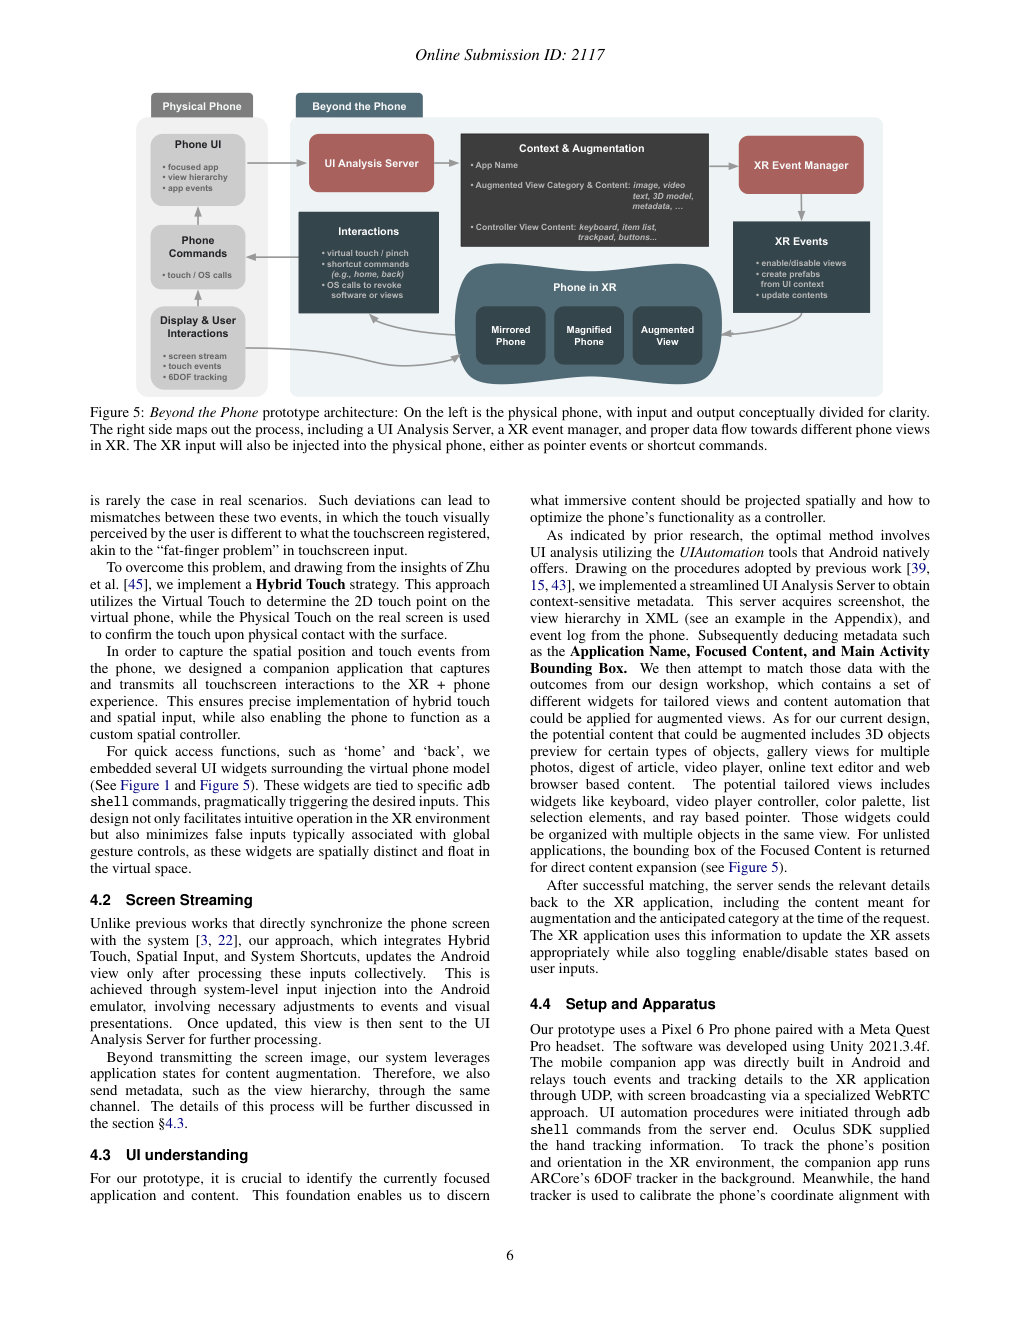 Online Submission ID: 2117
Physical Phone
Beyond the Phone
Phone UI
• focused app
• view hierarchy
• app events
Phone
Commands
• touch / OS calls
Display & User
Interactions
• screen stream
• touch events
• 6DOF tracking
UI Analysis Server
Context & Augmentation
• App Name
• Augmented View Category & Content: image, video
text, 3D model,
metadata, ...
• Controller View Content: keyboard, item list,
trackpad, buttons...
XR Event Manager
Interactions
• virtual touch / pinch
• shortcut commands
(e.g., home, back)
• OS calls to revoke
software or views
XR Events
• enable/disable views
• create prefabs
from UI context
• update contents
Phone in XR
Mirrored
Phone
Magnified
Phone
Augmented
View
Figure 5: Beyond the Phone prototype architecture: On the left is the physical phone, with input and output conceptually divided for clarity.
The right side maps out the process, including a UI Analysis Server, a XR event manager, and proper data flow towards different phone views
in XR. The XR input will also be injected into the physical phone, either as pointer events or shortcut commands.
is rarely the case in real scenarios. Such deviations can lead to
mismatches between these two events, in which the touch visually
perceived by the user is different to what the touchscreen registered,
akin to the “fat-finger problem” in touchscreen input.
To overcome this problem, and drawing from the insights of Zhu
et al. [45], we implement a Hybrid Touch strategy. This approach
utilizes the Virtual Touch to determine the 2D touch point on the
virtual phone, while the Physical Touch on the real screen is used
to confirm the touch upon physical contact with the surface.
In order to capture the spatial position and touch events from
the phone, we designed a companion application that captures
and transmits all touchscreen interactions to the XR + phone
experience. This ensures precise implementation of hybrid touch
and spatial input, while also enabling the phone to function as a
custom spatial controller.
For quick access functions, such as ‘home’ and ‘back’, we
embedded several UI widgets surrounding the virtual phone model
(See Figure 1 and Figure 5). These widgets are tied to specific adb
shell commands, pragmatically triggering the desired inputs. This
design not only facilitates intuitive operation in the XR environment
but also minimizes false inputs typically associated with global
gesture controls, as these widgets are spatially distinct and float in
the virtual space.
4.2 Screen Streaming
Unlike previous works that directly synchronize the phone screen
with the system [3, 22], our approach, which integrates Hybrid
Touch, Spatial Input, and System Shortcuts, updates the Android
view only after processing these inputs collectively. This is
achieved through system-level input injection into the Android
emulator, involving necessary adjustments to events and visual
presentations. Once updated, this view is then sent to the UI
Analysis Server for further processing.
Beyond transmitting the screen image, our system leverages
application states for content augmentation. Therefore, we also
send metadata, such as the view hierarchy, through the same
channel. The details of this process will be further discussed in
the section §4.3.
4.3 UI understanding
For our prototype, it is crucial to identify the currently focused
application and content. This foundation enables us to discern
what immersive content should be projected spatially and how to
optimize the phone’s functionality as a controller.
As indicated by prior research, the optimal method involves
UI analysis utilizing the UIAutomation tools that Android natively
offers. Drawing on the procedures adopted by previous work [39,
15, 43], we implemented a streamlined UI Analysis Server to obtain
context-sensitive metadata. This server acquires screenshot, the
view hierarchy in XML (see an example in the Appendix), and
event log from the phone. Subsequently deducing metadata such
as the Application Name, Focused Content, and Main Activity
Bounding Box. We then attempt to match those data with the
outcomes from our design workshop, which contains a set of
different widgets for tailored views and content automation that
could be applied for augmented views. As for our current design,
the potential content that could be augmented includes 3D objects
preview for certain types of objects, gallery views for multiple
photos, digest of article, video player, online text editor and web
browser based content. The potential tailored views includes
widgets like keyboard, video player controller, color palette, list
selection elements, and ray based pointer. Those widgets could
be organized with multiple objects in the same view. For unlisted
applications, the bounding box of the Focused Content is returned
for direct content expansion (see Figure 5).
After successful matching, the server sends the relevant details
back to the XR application, including the content meant for
augmentation and the anticipated category at the time of the request.
The XR application uses this information to update the XR assets
appropriately while also toggling enable/disable states based on
user inputs.
4.4 Setup and Apparatus
Our prototype uses a Pixel 6 Pro phone paired with a Meta Quest
Pro headset. The software was developed using Unity 2021.3.4f.
The mobile companion app was directly built in Android and
relays touch events and tracking details to the XR application
through UDP, with screen broadcasting via a specialized WebRTC
approach. UI automation procedures were initiated through adb
shell commands from the server end. Oculus SDK supplied
the hand tracking information. To track the phone’s position
and orientation in the XR environment, the companion app runs
ARCore’s 6DOF tracker in the background. Meanwhile, the hand
tracker is used to calibrate the phone’s coordinate alignment with
6